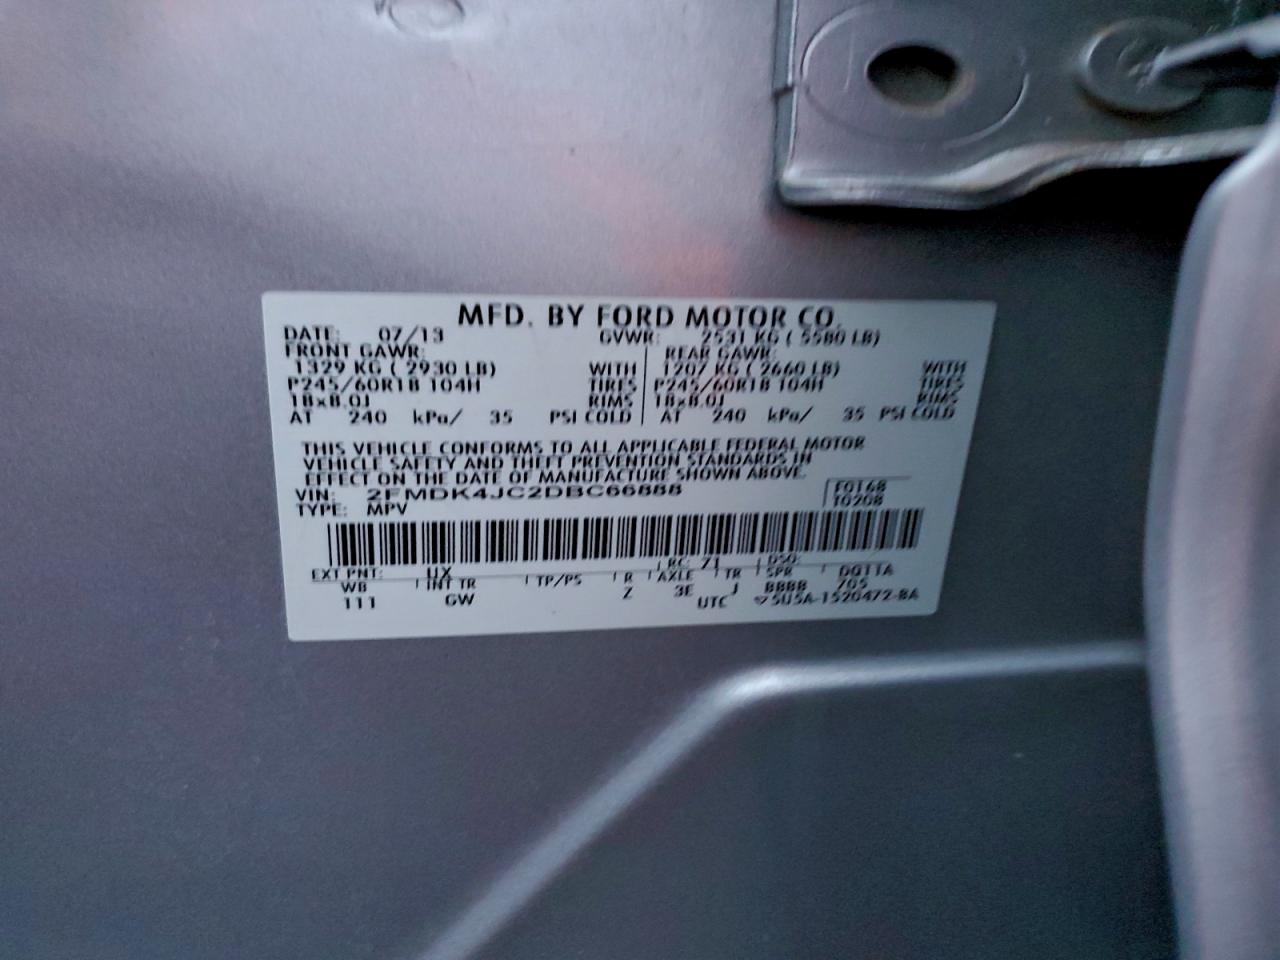 MFD. BY FORD MOTOR CO.
DATE: 07/13 GVWR: 2531 KG ( 5580 LB)
FRONT GAWR: REAR GAWR:
1329 KG ( 2930 LB) WITH 1207 KG ( 2660 LB) WITH
P245/60R18 104H TIRES P245/60R18 104H TIRES
18x8.0J RIMS 18x8.0J RIMS
AT 240 kPa/ 35 PSI COLD AT 240 kPa/ 35 PSI COLD
THIS VEHICLE CONFORMS TO ALL APPLICABLE FEDERAL MOTOR
VEHICLE SAFETY AND THEFT PREVENTION STANDARDS IN
EFFECT ON THE DATE OF MANUFACTURE SHOWN ABOVE.
VIN: 2FMDK4JC2DBC66888 F0168
TYPE: MPV T0208
EXT PNT: UX RC: 71 DSO:
WB INT TR TP/PS R AXLE TR SPR DQ11A
111 GW Z 3E J BBBB 705
UTC 5U5A-1520472-BA